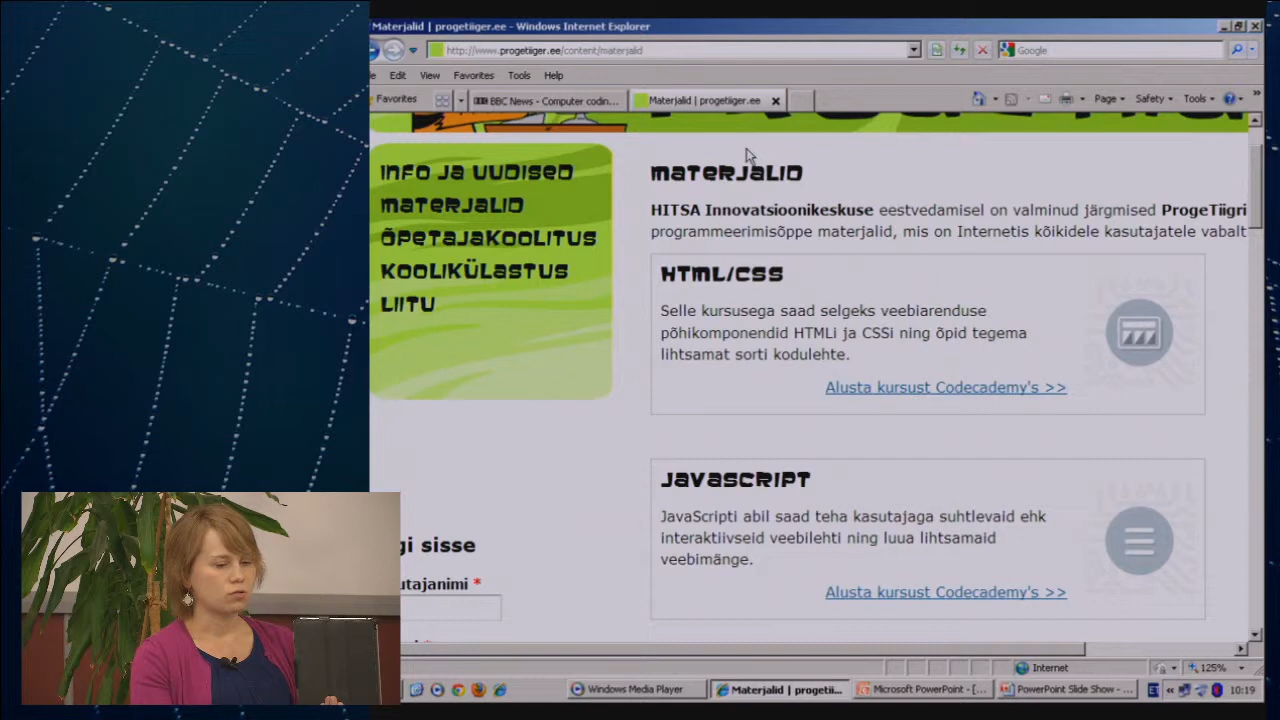 Materjalid | progetiiger.ee - Windows Internet Explorer
http://www.progetiiger.ee/content/materjalid
Google
Edit View Favorites Tools Help
Favorites
BBC News - Computer codin...
Materjalid | progetiiger.ee
Page
Safety
Tools
INFO JA UUDISED
MATERJALID
ÕPETAJAKOOLITUS
KOOLIKÜLASTUS
LIITU
MATERJALID
HITSA Innovatsioonikeskuse eestvedamisel on valminud järgmised ProgeTiigri
programmeerimisõppe materjalid, mis on Internetis kõikidele kasutajatele vabalt
HTML/CSS
Selle kursusega saad selgeks veebiarenduse
põhikomponendid HTMLi ja CSSi ning õpid tegema
lihtsamat sorti kodulehte.
Alusta kursust Codecademy's >>
JAVASCRIPT
JavaScripti abil saad teha kasutajaga suhtlevaid ehk
interaktiivseid veebilehti ning luua lihtsamaid
veebimänge.
Alusta kursust Codecademy's >>
gi sisse
utajanimi *
Internet
125%
Windows Media Player
Materjalid | progetii...
Microsoft PowerPoint - [...
PowerPoint Slide Show - ...
E
10:19